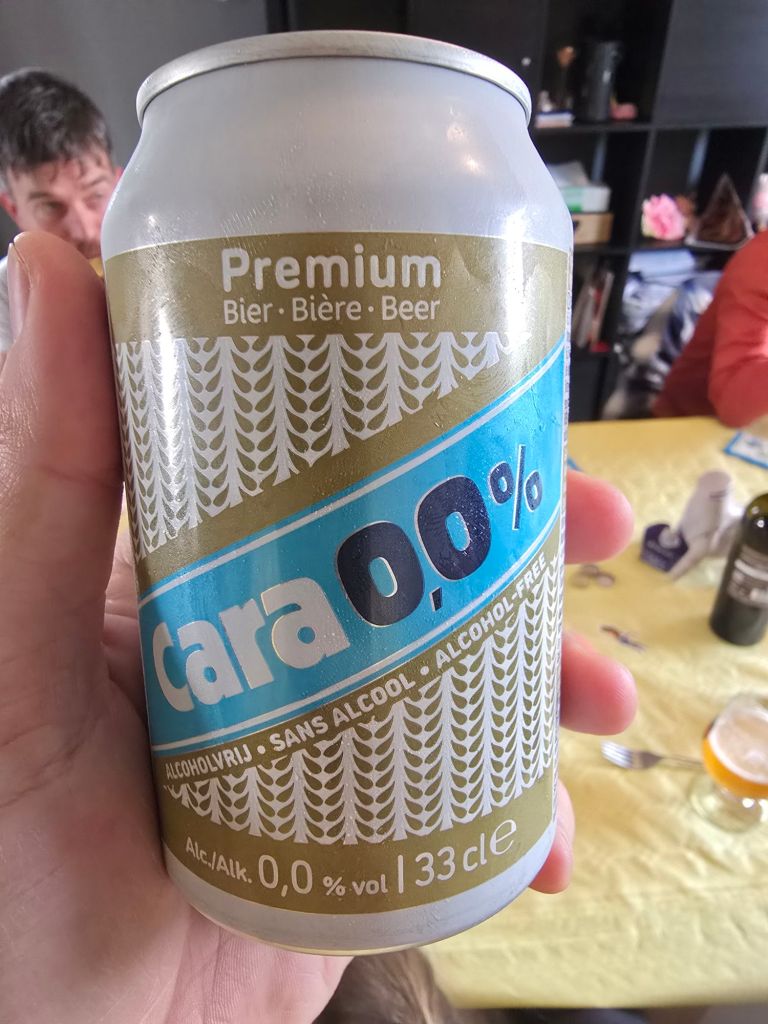 Premium
Bier · Bière · Beer
Cara 0,0%
ALCOHOLVRIJ • SANS ALCOOL • ALCOHOL-FREE
Alc./Alk. 0,0 % vol | 33 cl e